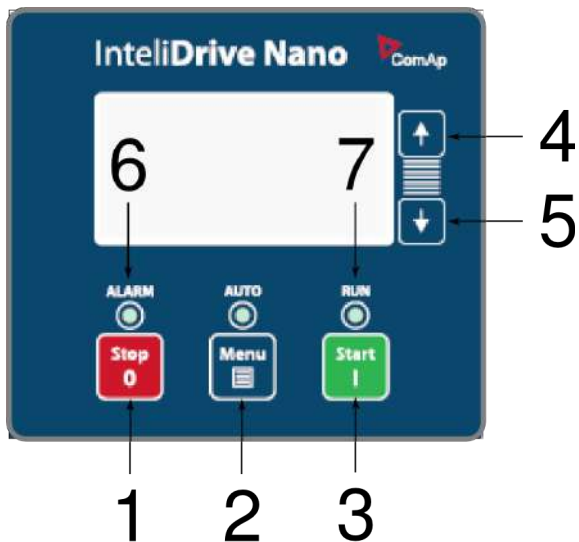 InteliDrive Nano ComAp
6 7 4
5
ALARM AUTO RUN
Stop Menu Start
0 I
1 2 3